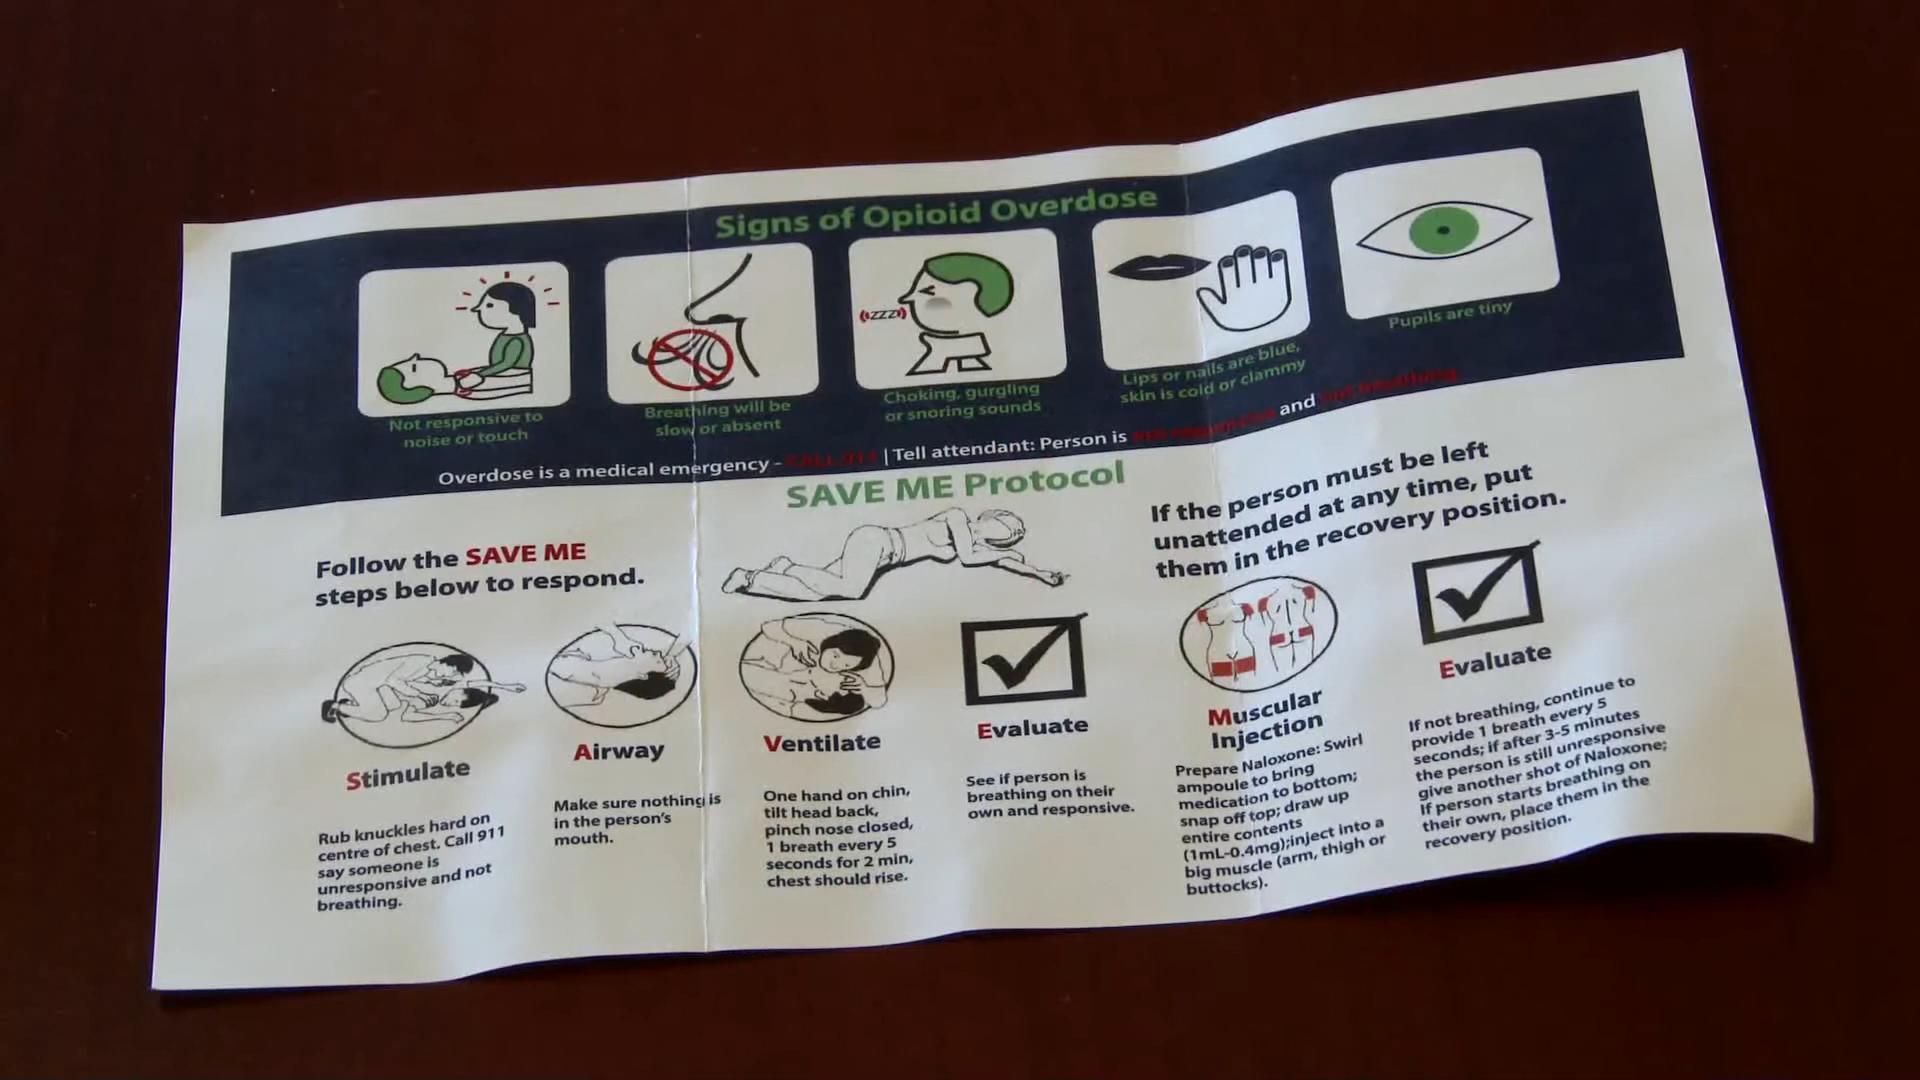 Signs of Opioid Overdose
(zzz)
Not responsive to
noise or touch
Breathing will be
slow or absent
Choking, gurgling
or snoring sounds
Lips or nails are blue,
skin is cold or clammy
Pupils are tiny
Overdose is a medical emergency - CALL 911 | Tell attendant: Person is and not breathing
SAVE ME Protocol
Follow the SAVE ME
steps below to respond.
If the person must be left
unattended at any time, put
them in the recovery position.
Stimulate
Rub knuckles hard on
centre of chest. Call 911
say someone is
unresponsive and not
breathing.
Airway
Make sure nothing is
in the person's
mouth.
Ventilate
One hand on chin,
tilt head back,
pinch nose closed,
1 breath every 5
seconds for 2 min,
chest should rise.
Evaluate
See if person is
breathing on their
own and responsive.
Muscular
Injection
Prepare Naloxone: Swirl
ampoule to bring
medication to bottom;
snap off top; draw up
entire contents
(1mL-0.4mg);inject into a
big muscle (arm, thigh or
buttocks).
Evaluate
If not breathing, continue to
provide 1 breath every 5
seconds; if after 3-5 minutes
the person is still unresponsive
give another shot of Naloxone;
If person starts breathing on
their own, place them in the
recovery position.